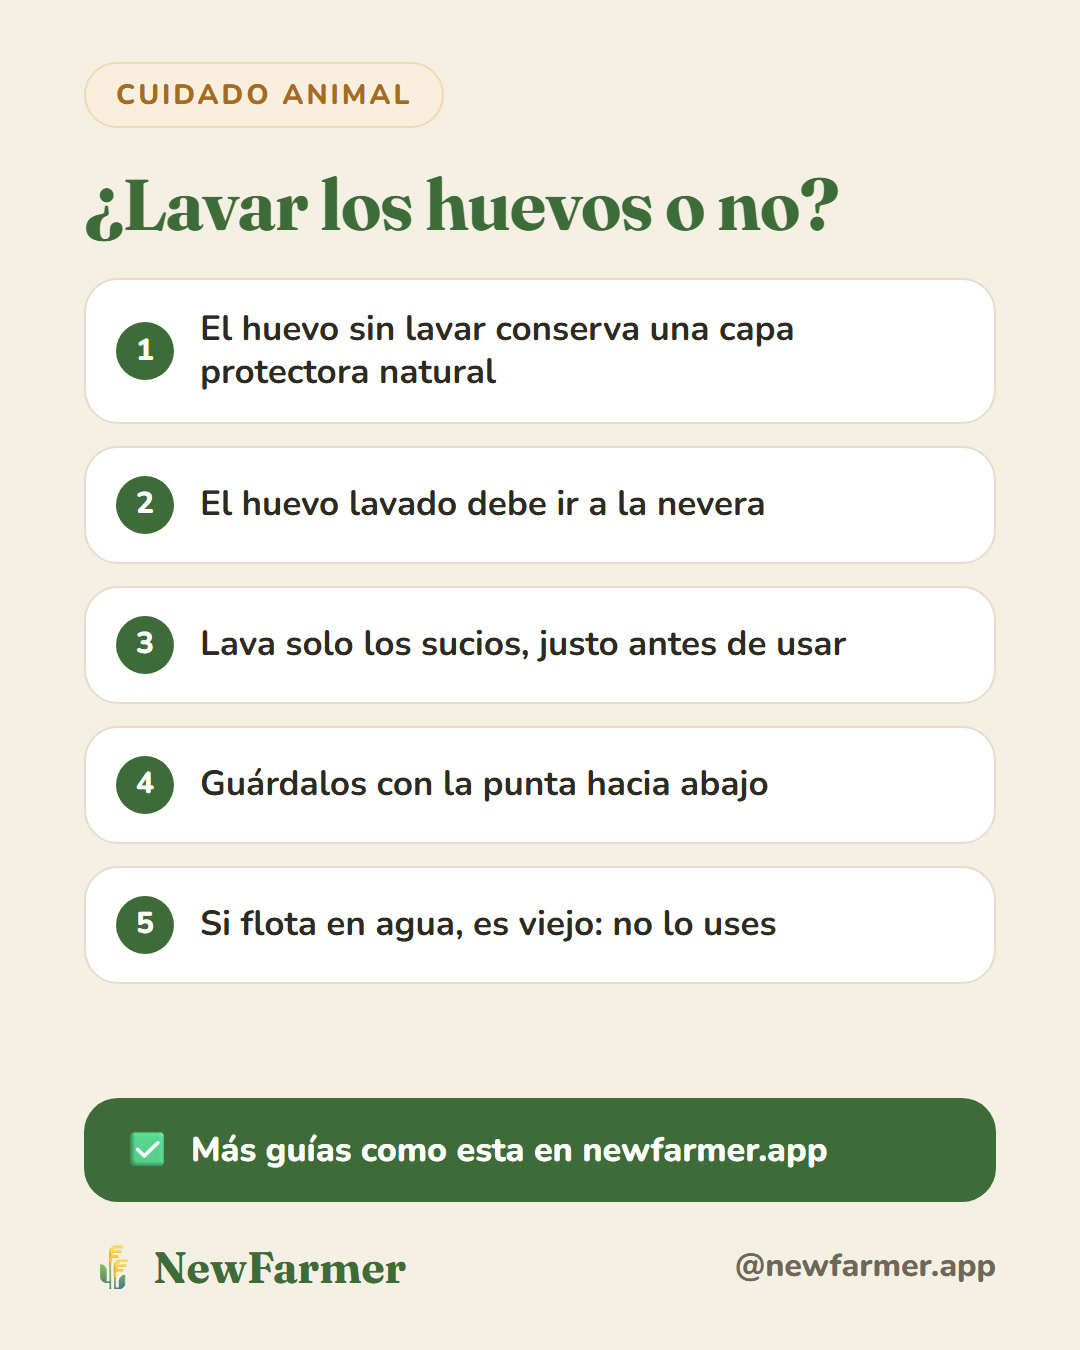 CUIDADO ANIMAL
¿Lavar los huevos o no?
1 El huevo sin lavar conserva una capa
protectora natural
2 El huevo lavado debe ir a la nevera
3 Lava solo los sucios, justo antes de usar
4 Guárdalos con la punta hacia abajo
5 Si flota en agua, es viejo: no lo uses
✅ Más guías como esta en newfarmer.app
NewFarmer
@newfarmer.app